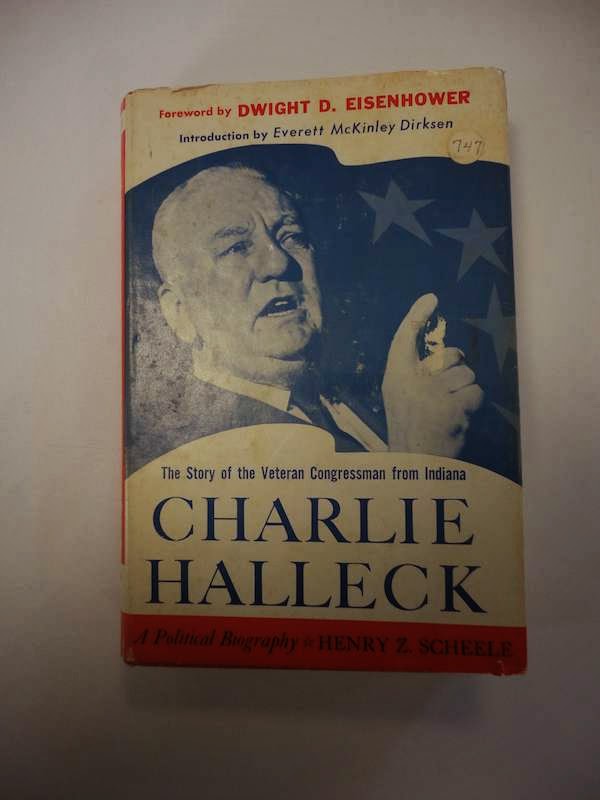 Foreword by DWIGHT D. EISENHOWER
Introduction by Everett McKinley Dirksen
747
The Story of the Veteran Congressman from Indiana
CHARLIE
HALLECK
A Political Biography ☆ HENRY Z. SCHEELE